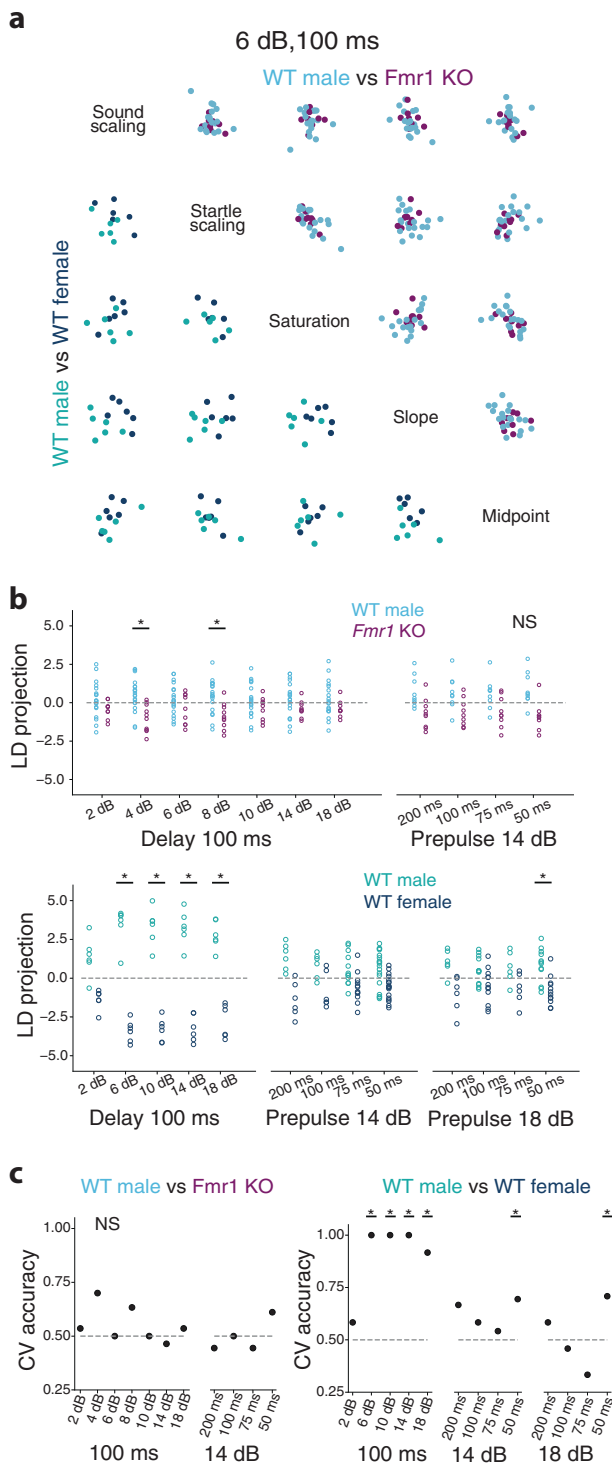 a
6 dB,100 ms
WT male vs Fmr1 KO
Sound
scaling
Startle
scaling
Saturation
Slope
Midpoint
WT male vs WT female
b
WT male
Fmr1 KO
NS
* *
LD projection
5.0
2.5
0.0
−2.5
−5.0
2 dB 4 dB 6 dB 8 dB 10 dB 14 dB 18 dB
Delay 100 ms
200 ms 100 ms 75 ms 50 ms
Prepulse 14 dB
* * * * *
WT male
WT female
LD projection
5.0
2.5
0.0
−2.5
−5.0
2 dB 6 dB 10 dB 14 dB 18 dB
Delay 100 ms
200 ms 100 ms 75 ms 50 ms
Prepulse 14 dB
200 ms 100 ms 75 ms 50 ms
Prepulse 18 dB
c
WT male vs Fmr1 KO
NS
CV accuracy
1.00
0.75
0.50
0.25
2 dB 4 dB 6 dB 8 dB 10 dB 14 dB 18 dB
100 ms
200 ms 100 ms 75 ms 50 ms
14 dB
WT male vs WT female
* * * * * *
CV accuracy
1.00
0.75
0.50
0.25
2 dB 6 dB 10 dB 14 dB 18 dB
100 ms
200 ms 100 ms 75 ms 50 ms
14 dB
200 ms 100 ms 75 ms 50 ms
18 dB